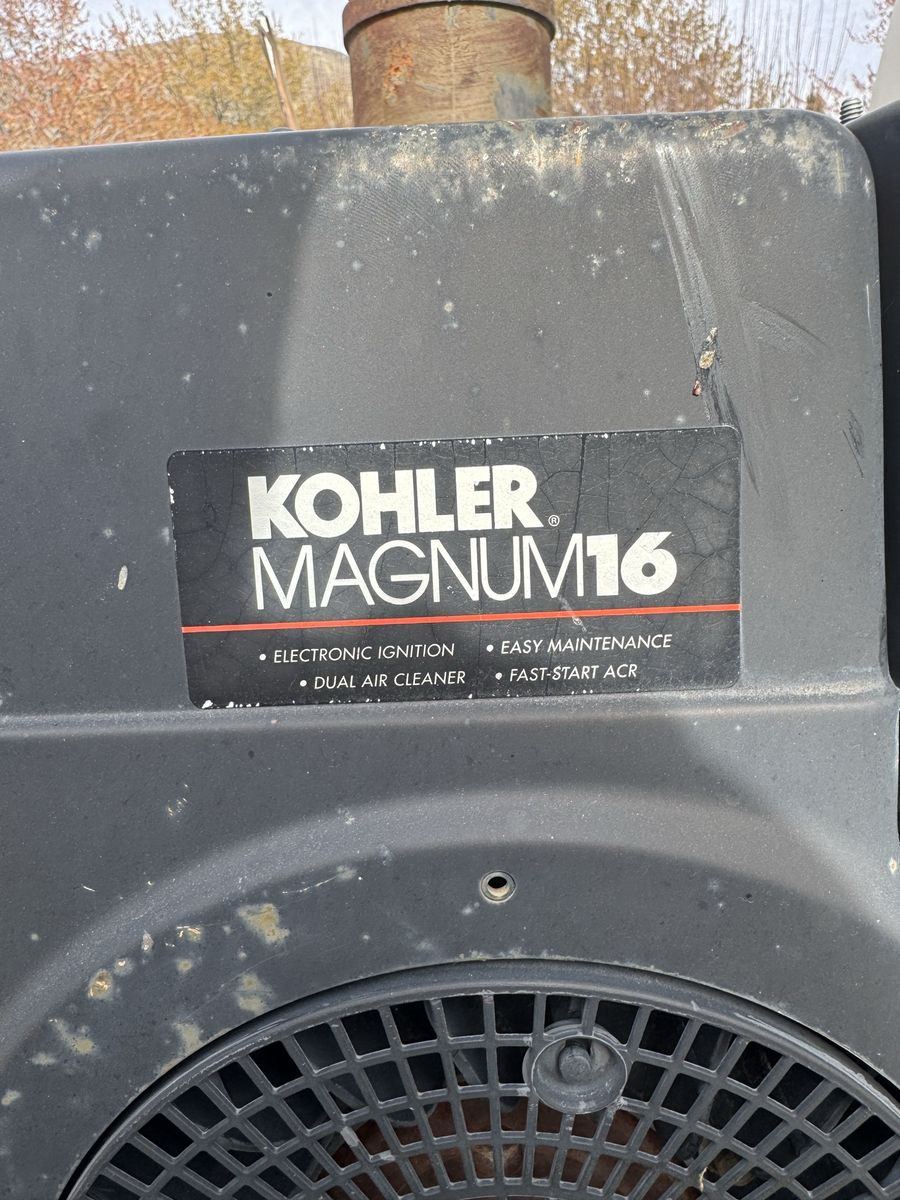 KOHLER®
MAGNUM16
• ELECTRONIC IGNITION • EASY MAINTENANCE
• DUAL AIR CLEANER • FAST-START ACR